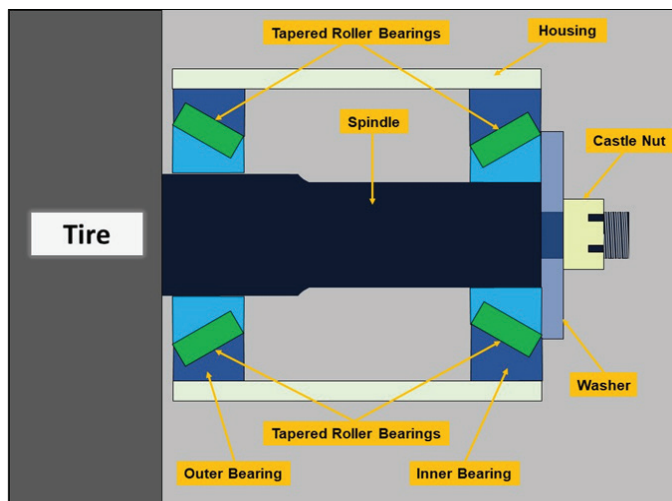 Tapered Roller Bearings
Housing
Spindle
Castle Nut
Tire
Washer
Tapered Roller Bearings
Outer Bearing
Inner Bearing